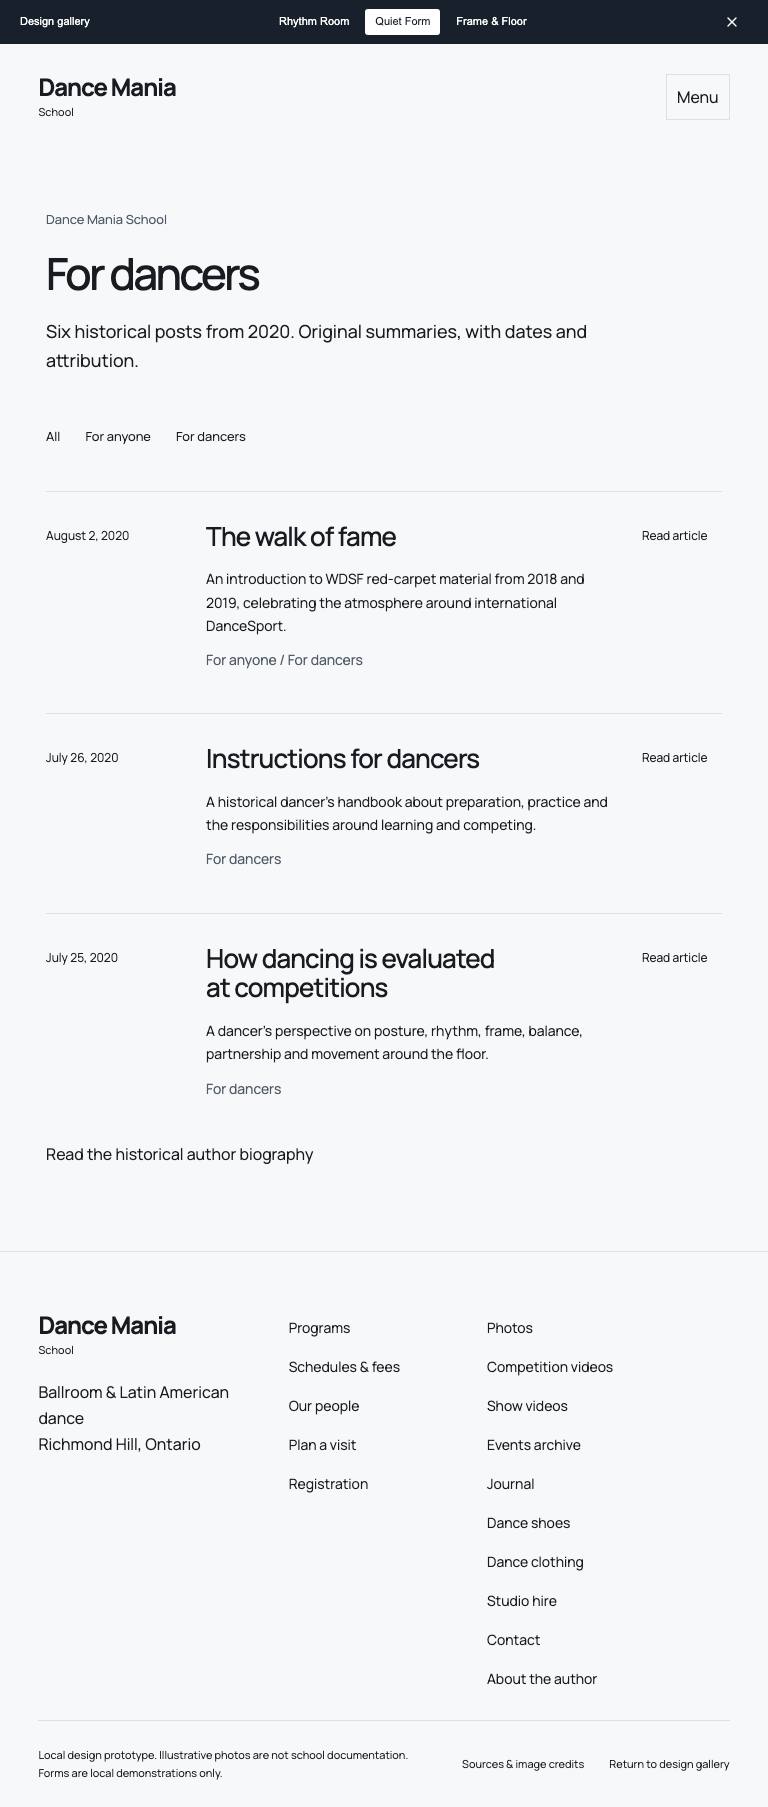 Design gallery
Rhythm Room
Quiet Form
Frame & Floor
×
Dance Mania
School
Menu
Dance Mania School
For dancers
Six historical posts from 2020. Original summaries, with dates and
attribution.
All
For anyone
For dancers
August 2, 2020
The walk of fame
Read article
An introduction to WDSF red-carpet material from 2018 and
2019, celebrating the atmosphere around international
DanceSport.
For anyone / For dancers
July 26, 2020
Instructions for dancers
Read article
A historical dancer's handbook about preparation, practice and
the responsibilities around learning and competing.
For dancers
July 25, 2020
How dancing is evaluated
at competitions
Read article
A dancer's perspective on posture, rhythm, frame, balance,
partnership and movement around the floor.
For dancers
Read the historical author biography
Dance Mania
School
Ballroom & Latin American
dance
Richmond Hill, Ontario
Programs
Schedules & fees
Our people
Plan a visit
Registration
Photos
Competition videos
Show videos
Events archive
Journal
Dance shoes
Dance clothing
Studio hire
Contact
About the author
Local design prototype. Illustrative photos are not school documentation.
Forms are local demonstrations only.
Sources & image credits
Return to design gallery